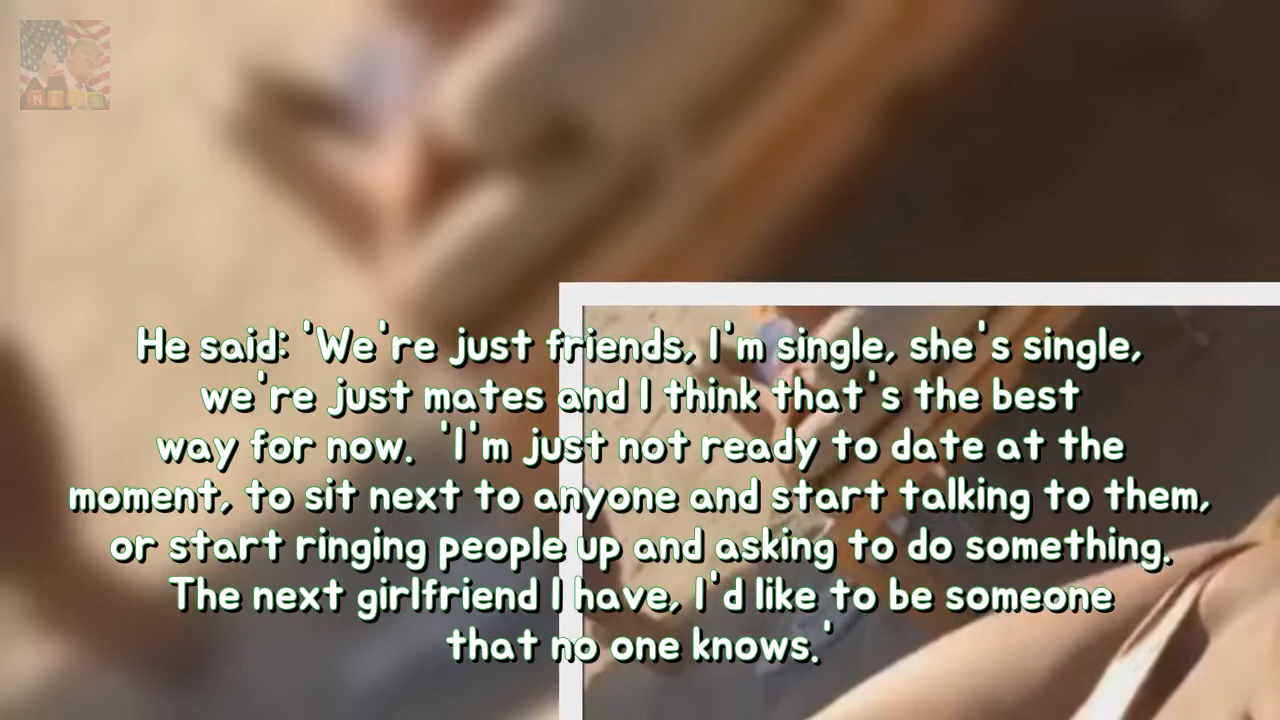 NEWS
He said: 'We're just friends, I'm single, she's single,
we're just mates and I think that's the best
way for now.  'I'm just not ready to date at the
moment, to sit next to anyone and start talking to them,
or start ringing people up and asking to do something.
The next girlfriend I have, I'd like to be someone
that no one knows.'